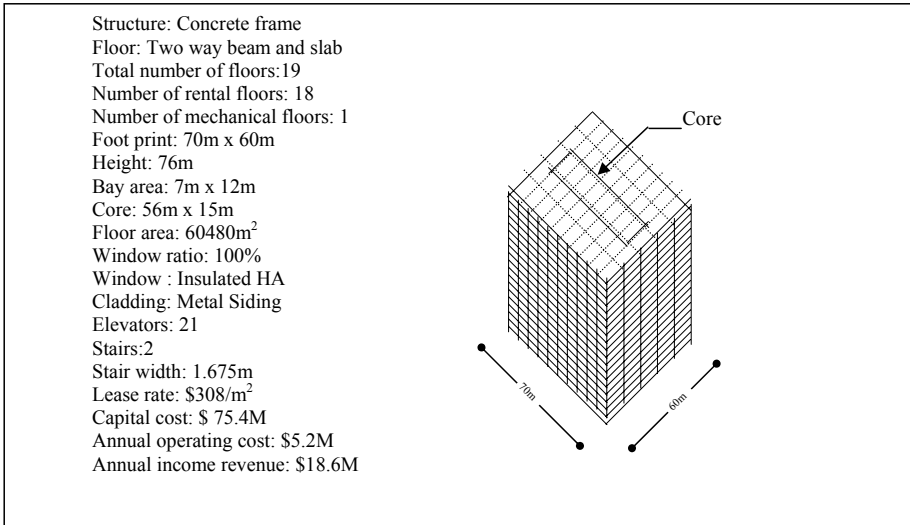 Structure: Concrete frame
Floor: Two way beam and slab
Total number of floors:19
Number of rental floors: 18
Number of mechanical floors: 1
Foot print: 70m x 60m
Height: 76m
Bay area: 7m x 12m
Core: 56m x 15m
Floor area: 60480m²
Window ratio: 100%
Window : Insulated HA
Cladding: Metal Siding
Elevators: 21
Stairs:2
Stair width: 1.675m
Lease rate: $308/m²
Capital cost: $ 75.4M
Annual operating cost: $5.2M
Annual income revenue: $18.6M
Core
70m
60m